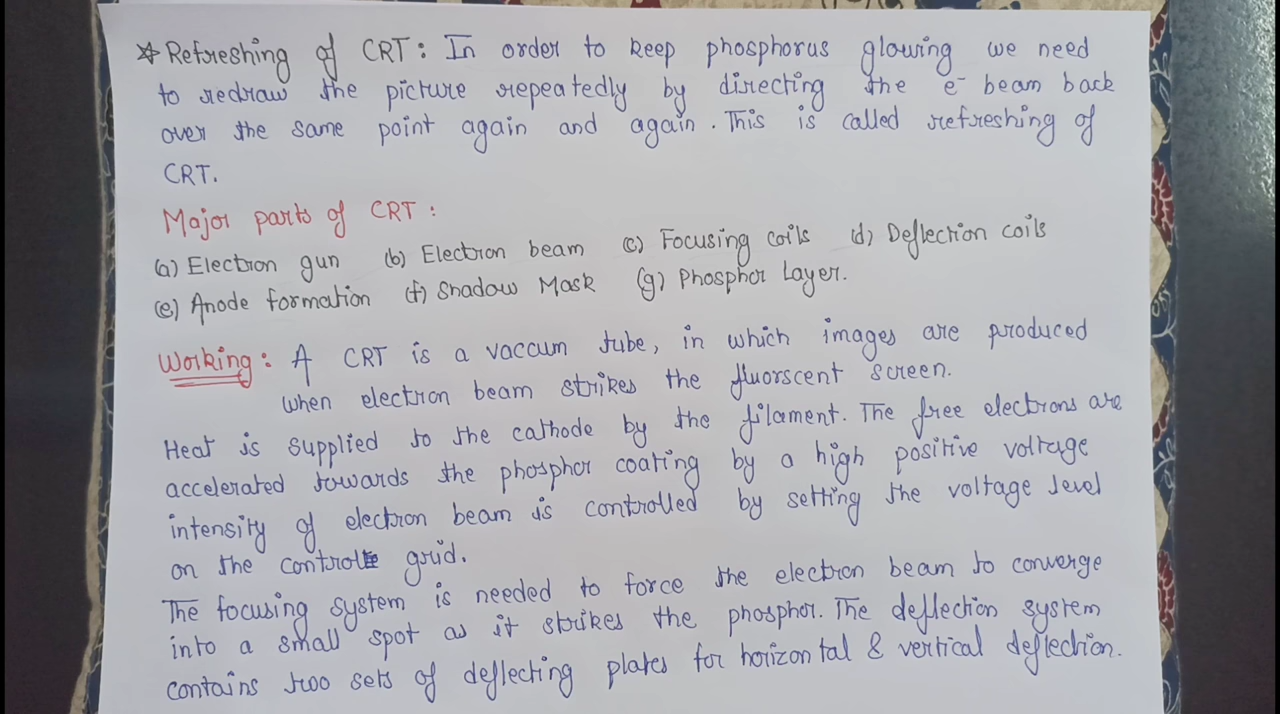 ☆ Refreshing of CRT: In order to keep phosphorus glowing we need
to redraw the picture repeatedly by directing the e⁻ beam back
over the same point again and again. This is called refreshing of
CRT.
Major parts of CRT:
(a) Electron gun (b) Electron beam (c) Focusing coils (d) Deflection coils
(e) Anode formation (f) Shadow Mask (g) Phosphor Layer.
Working: A CRT is a vaccum tube, in which images are produced
when electron beam strikes the fluorscent screen.
Heat is supplied to the cathode by the filament. The free electrons are
accelerated towards the phosphor coating by a high positive voltage
intensity of electron beam is controlled by setting the voltage level
on the control grid.
The focusing system is needed to force the electron beam to converge
into a small spot as it strikes the phosphor. The deflection system
contains two sets of deflecting plates for horizontal & vertical deflection.